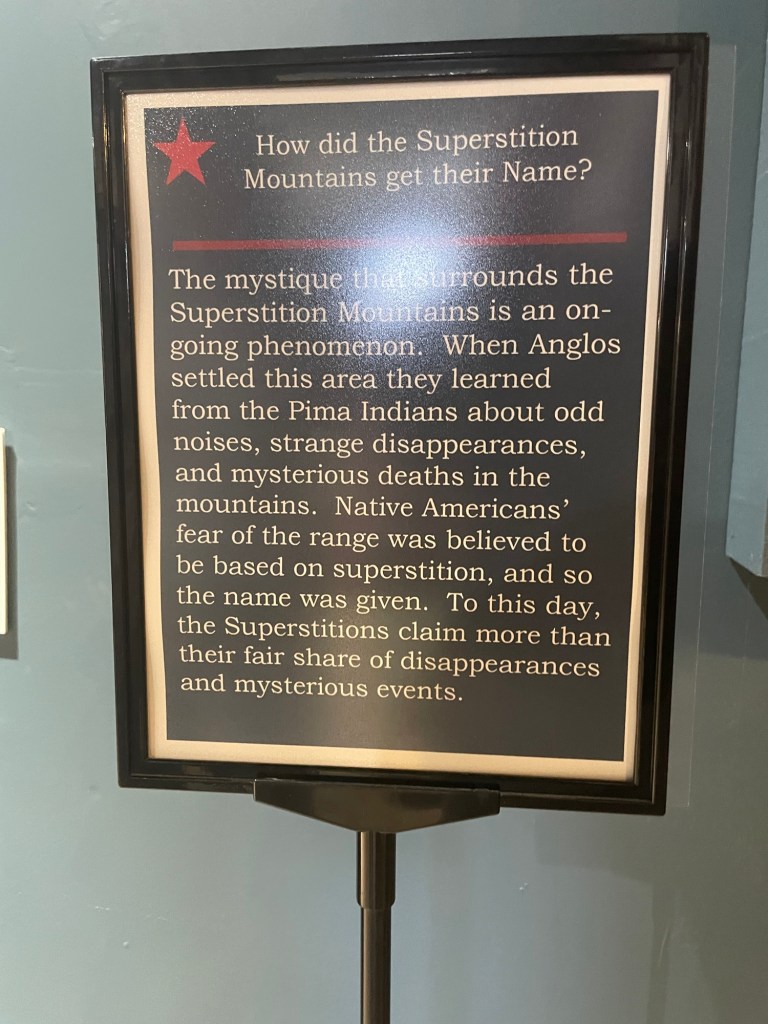 How did the Superstition
Mountains get their Name?
The mystique that surrounds the
Superstition Mountains is an on-
going phenomenon.  When Anglos
settled this area they learned
from the Pima Indians about odd
noises, strange disappearances,
and mysterious deaths in the
mountains.  Native Americans’
fear of the range was believed to
be based on superstition, and so
the name was given.  To this day,
the Superstitions claim more than
their fair share of disappearances
and mysterious events.